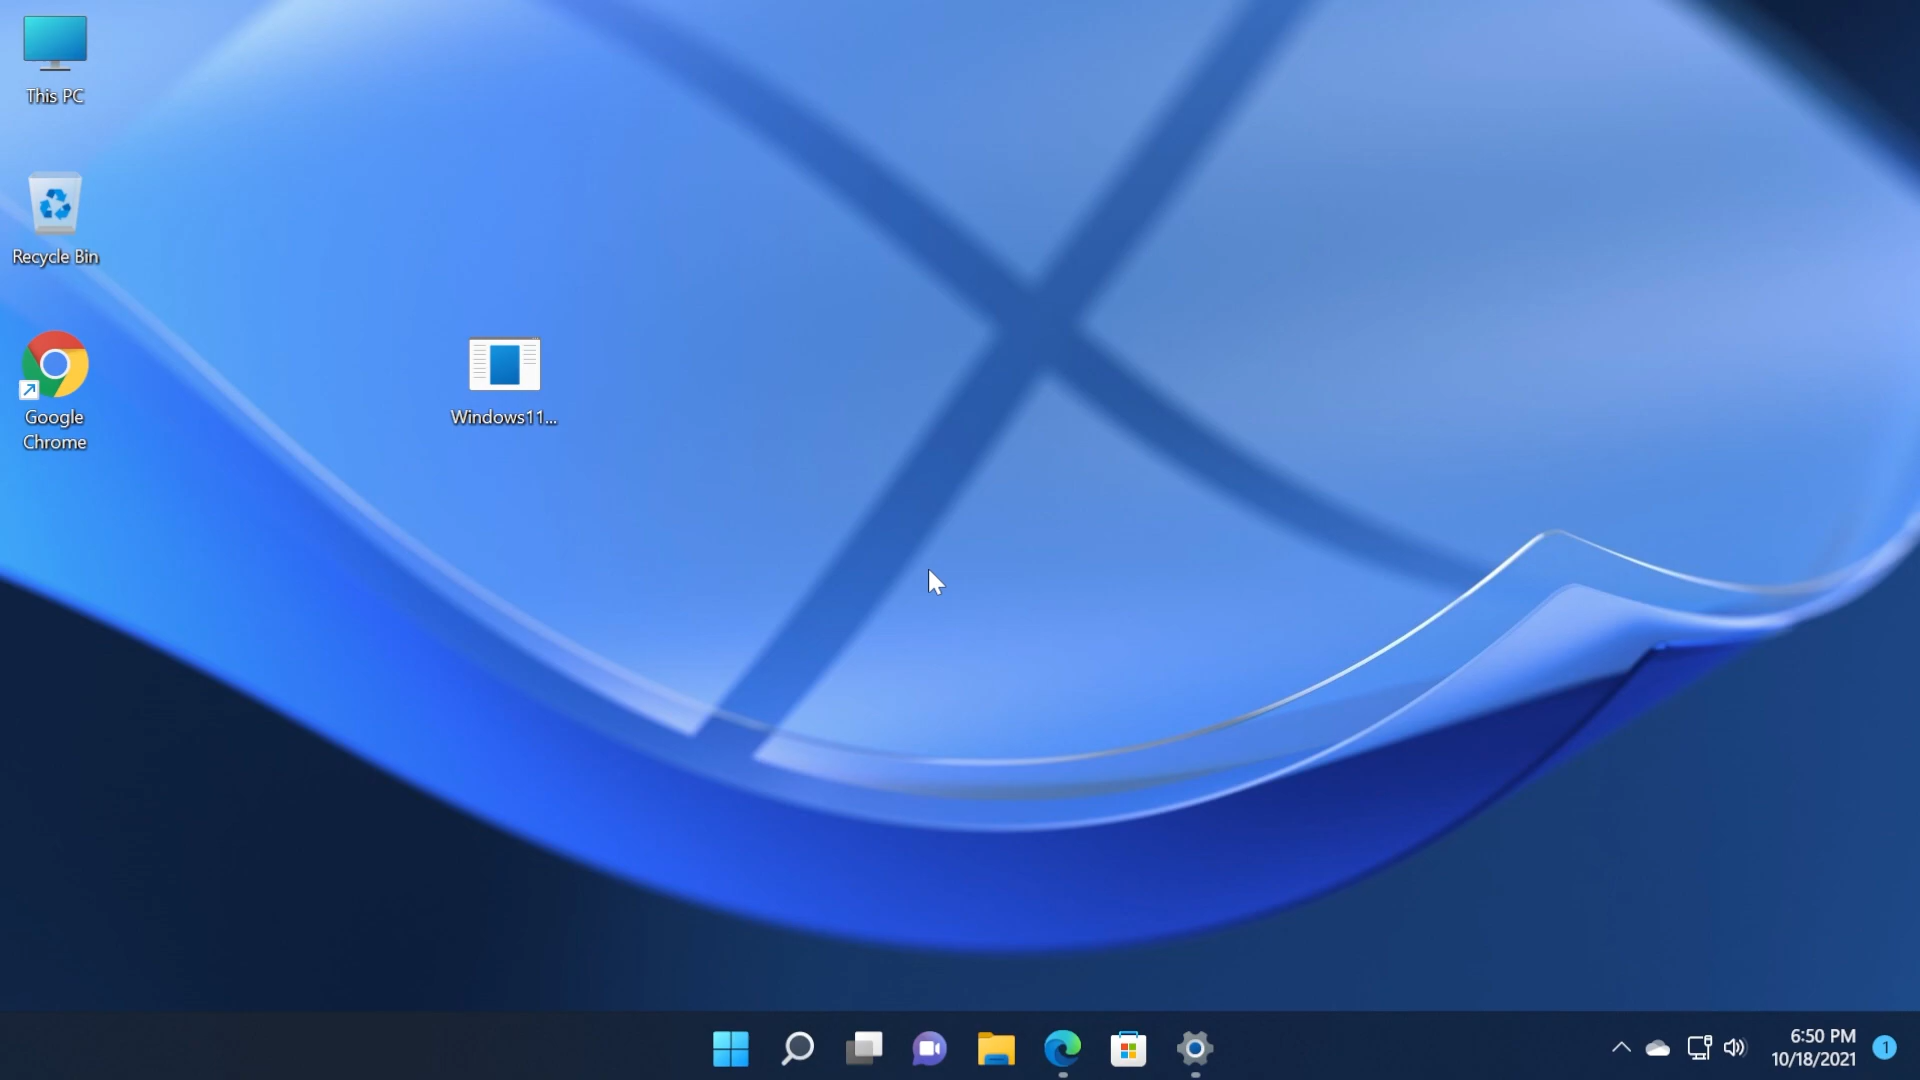 This PC
Recycle Bin
Google
Chrome
Windows11...
6:50 PM
10/18/2021
1